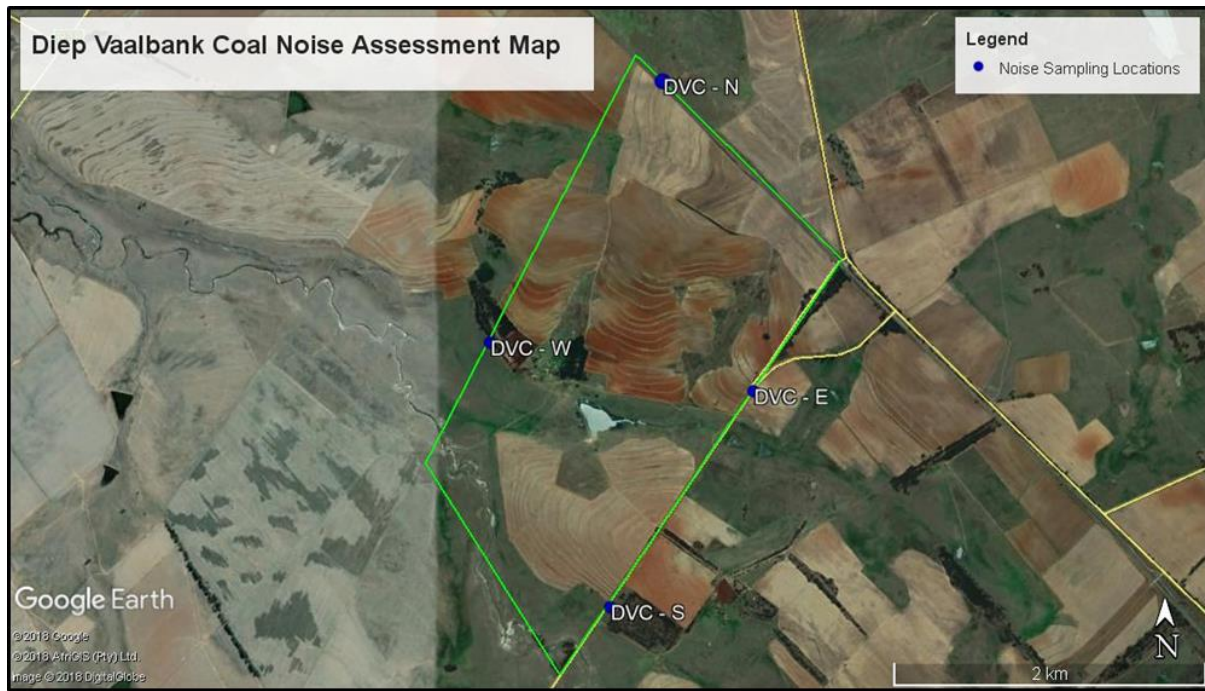 Diep Vaalbank Coal Noise Assessment Map
Legend
Noise Sampling Locations
DVC - N
DVC - W
DVC - E
DVC - S
Google Earth
© 2018 Google
© 2018 AfriGIS (Pty) Ltd.
Image © 2018 DigitalGlobe
N
2 km